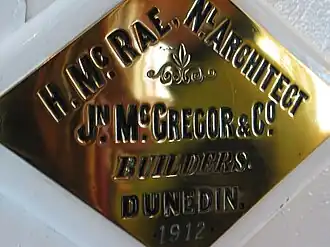 H. McRAE., NL. ARCHITECT
JN McGREGOR & Co
BUILDERS.
DUNEDIN.
1912